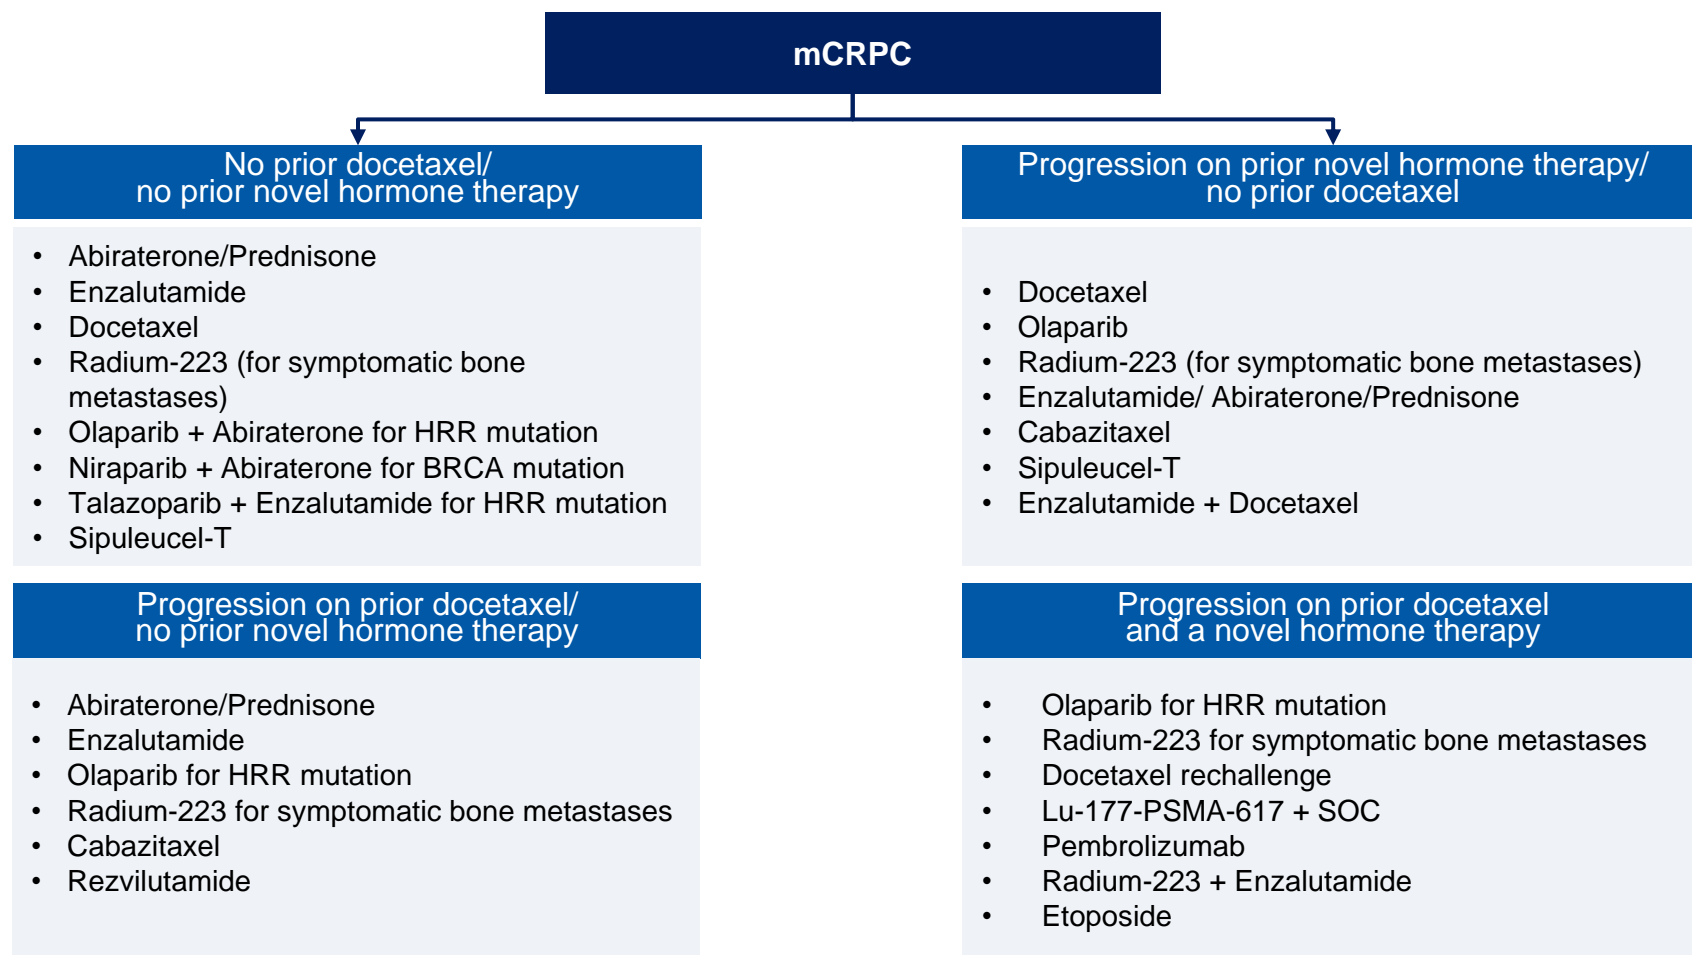 mCRPC
No prior docetaxel/
no prior novel hormone therapy
• Abiraterone/Prednisone
• Enzalutamide
• Docetaxel
• Radium-223 (for symptomatic bone
metastases)
• Olaparib + Abiraterone for HRR mutation
• Niraparib + Abiraterone for BRCA mutation
• Talazoparib + Enzalutamide for HRR mutation
• Sipuleucel-T
Progression on prior novel hormone therapy/
no prior docetaxel
• Docetaxel
• Olaparib
• Radium-223 (for symptomatic bone metastases)
• Enzalutamide/ Abiraterone/Prednisone
• Cabazitaxel
• Sipuleucel-T
• Enzalutamide + Docetaxel
Progression on prior docetaxel/
no prior novel hormone therapy
• Abiraterone/Prednisone
• Enzalutamide
• Olaparib for HRR mutation
• Radium-223 for symptomatic bone metastases
• Cabazitaxel
• Rezvilutamide
Progression on prior docetaxel
and a novel hormone therapy
• Olaparib for HRR mutation
• Radium-223 for symptomatic bone metastases
• Docetaxel rechallenge
• Lu-177-PSMA-617 + SOC
• Pembrolizumab
• Radium-223 + Enzalutamide
• Etoposide